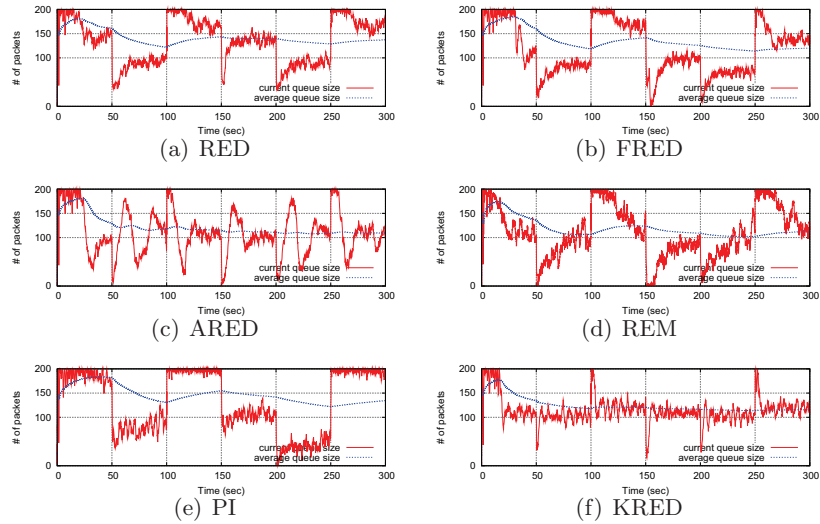 # of packets
200
150
100
0
current queue size
average queue size
0 50 100 150 200 250 300
Time (sec)
(a) RED
# of packets
200
150
100
0
current queue size
average queue size
0 50 100 150 200 250 300
Time (sec)
(b) FRED
# of packets
200
150
100
0
current queue size
average queue size
0 50 100 150 200 250 300
Time (sec)
(c) ARED
# of packets
200
150
100
0
current queue size
average queue size
0 50 100 150 200 250 300
Time (sec)
(d) REM
# of packets
200
150
100
0
current queue size
average queue size
0 50 100 150 200 250 300
Time (sec)
(e) PI
# of packets
200
150
100
0
current queue size
average queue size
0 50 100 150 200 250 300
Time (sec)
(f) KRED